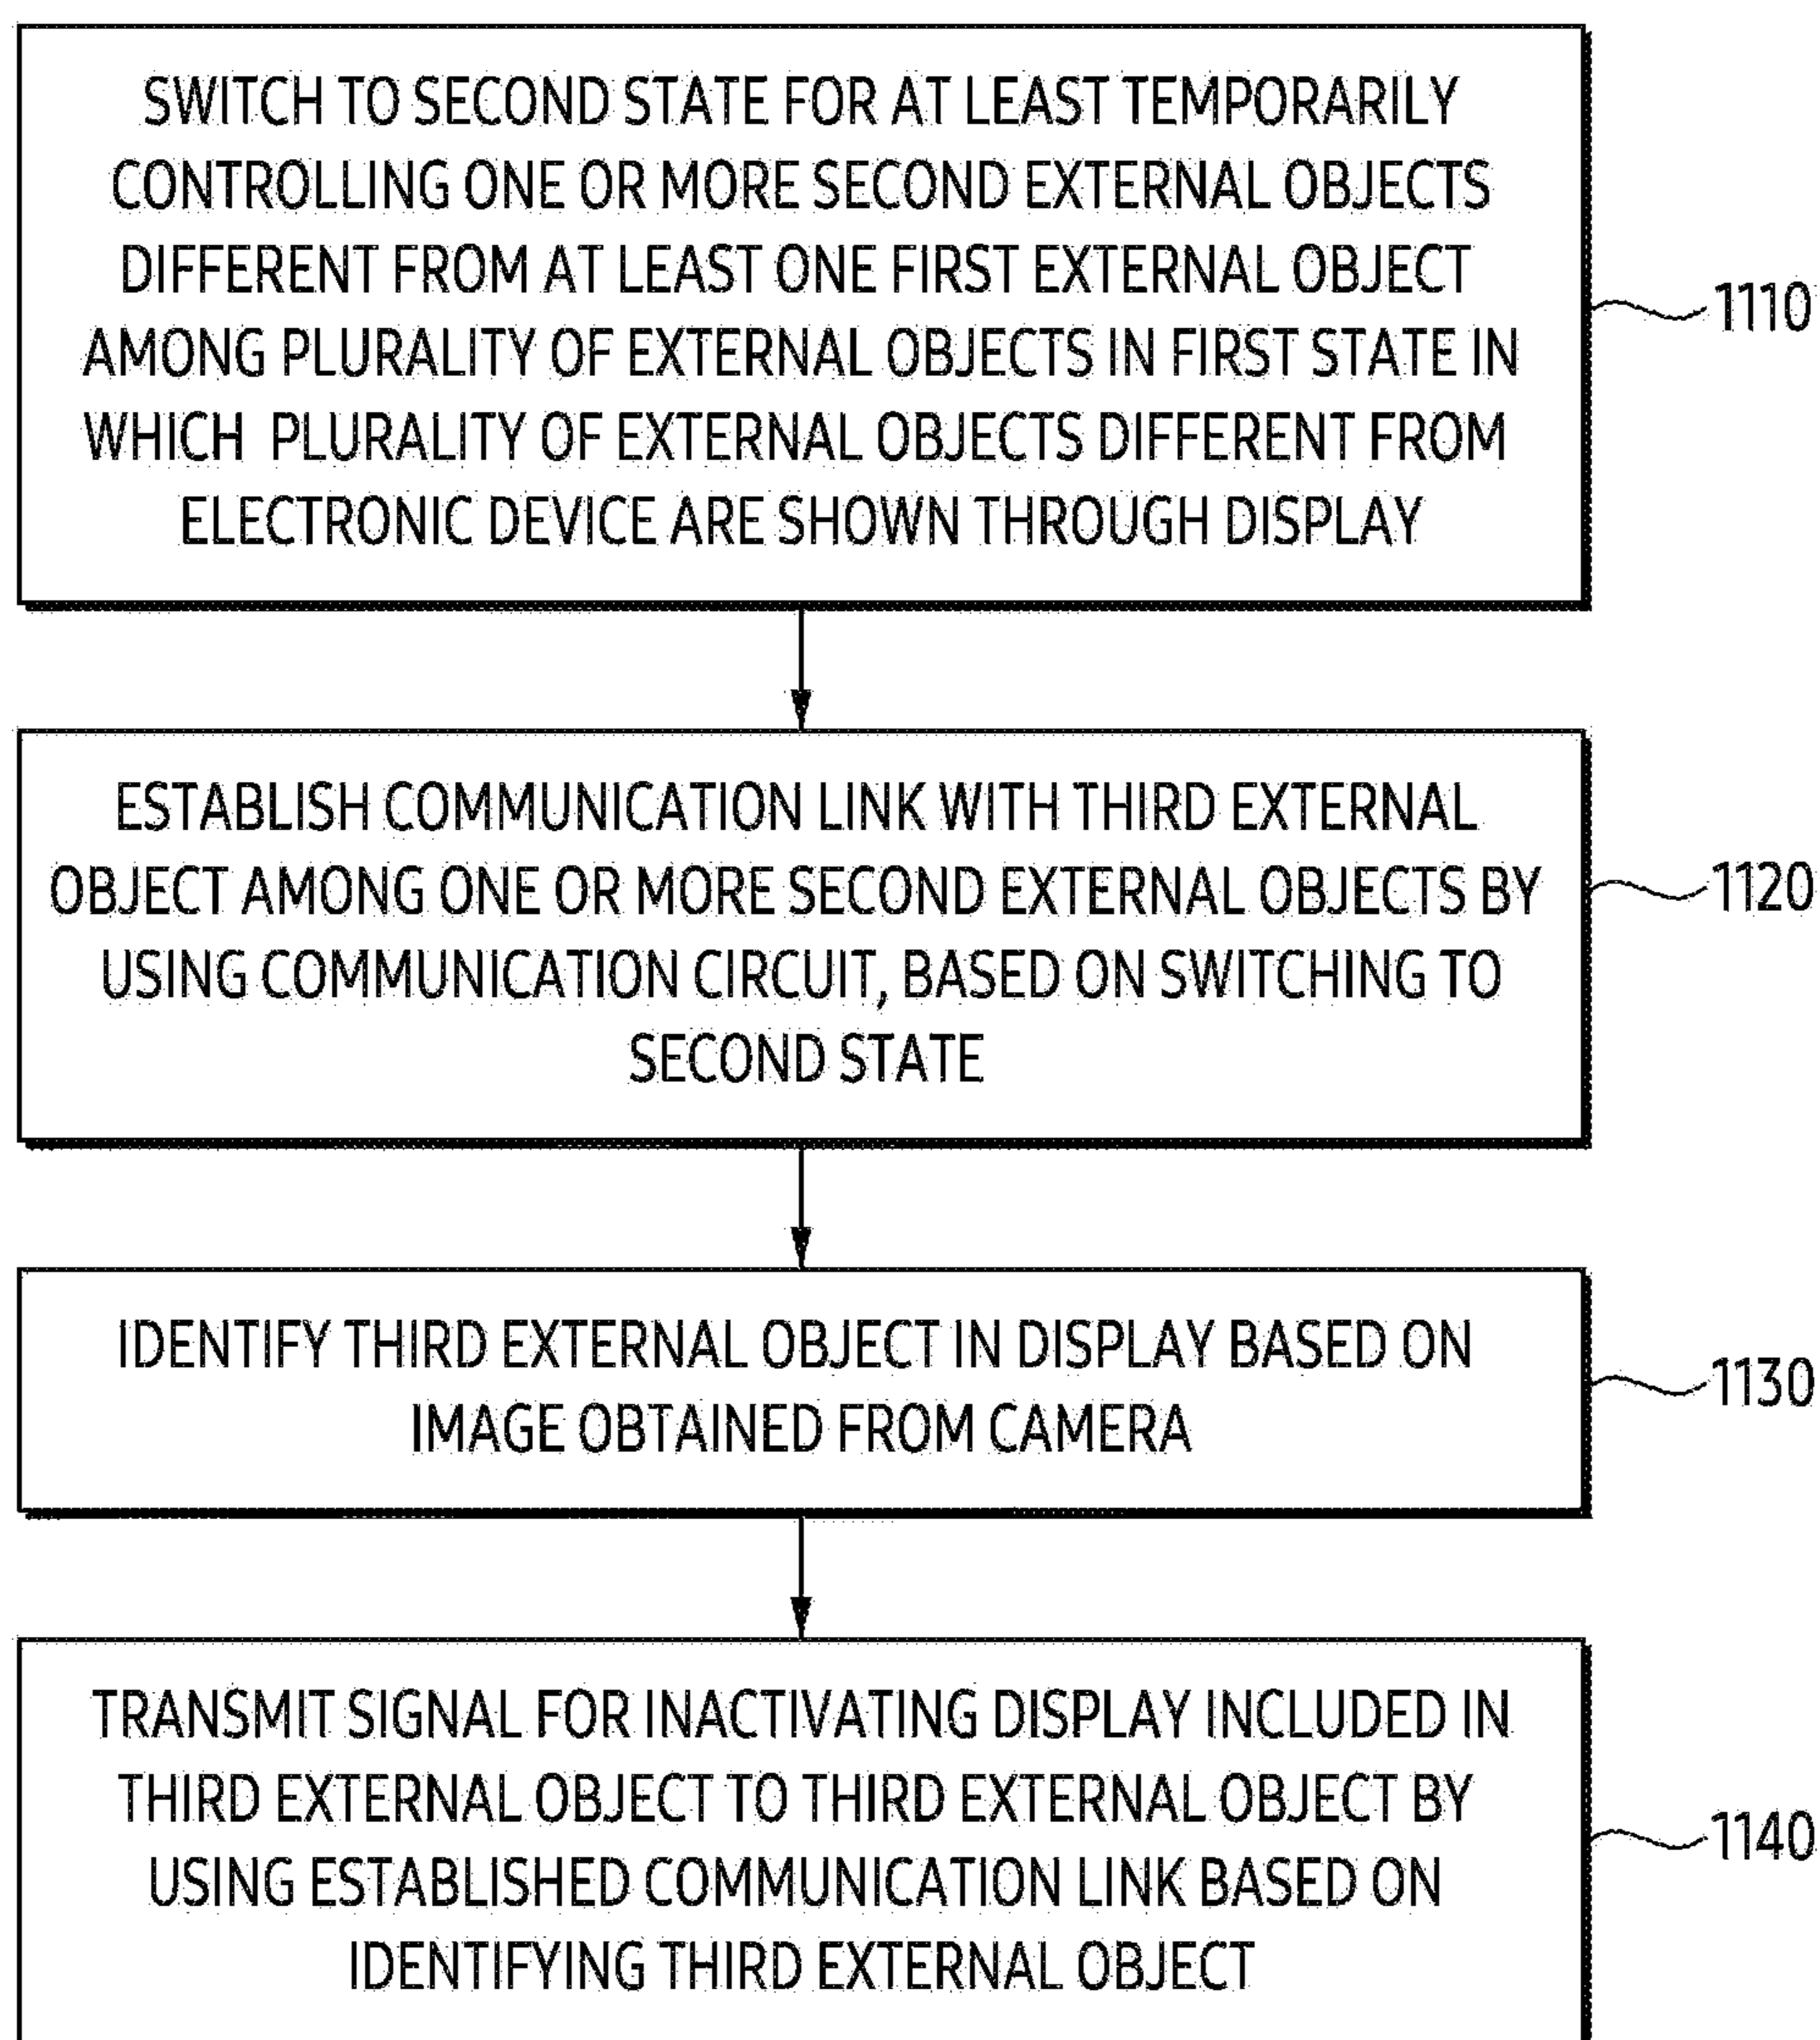 SWITCH TO SECOND STATE FOR AT LEAST TEMPORARILY
CONTROLLING ONE OR MORE SECOND EXTERNAL OBJECTS
DIFFERENT FROM AT LEAST ONE FIRST EXTERNAL OBJECT
AMONG PLURALITY OF EXTERNAL OBJECTS IN FIRST STATE IN
WHICH PLURALITY OF EXTERNAL OBJECTS DIFFERENT FROM
ELECTRONIC DEVICE ARE SHOWN THROUGH DISPLAY
1110
ESTABLISH COMMUNICATION LINK WITH THIRD EXTERNAL
OBJECT AMONG ONE OR MORE SECOND EXTERNAL OBJECTS BY
USING COMMUNICATION CIRCUIT, BASED ON SWITCHING TO
SECOND STATE
1120
IDENTIFY THIRD EXTERNAL OBJECT IN DISPLAY BASED ON
IMAGE OBTAINED FROM CAMERA
1130
TRANSMIT SIGNAL FOR INACTIVATING DISPLAY INCLUDED IN
THIRD EXTERNAL OBJECT TO THIRD EXTERNAL OBJECT BY
USING ESTABLISHED COMMUNICATION LINK BASED ON
IDENTIFYING THIRD EXTERNAL OBJECT
1140